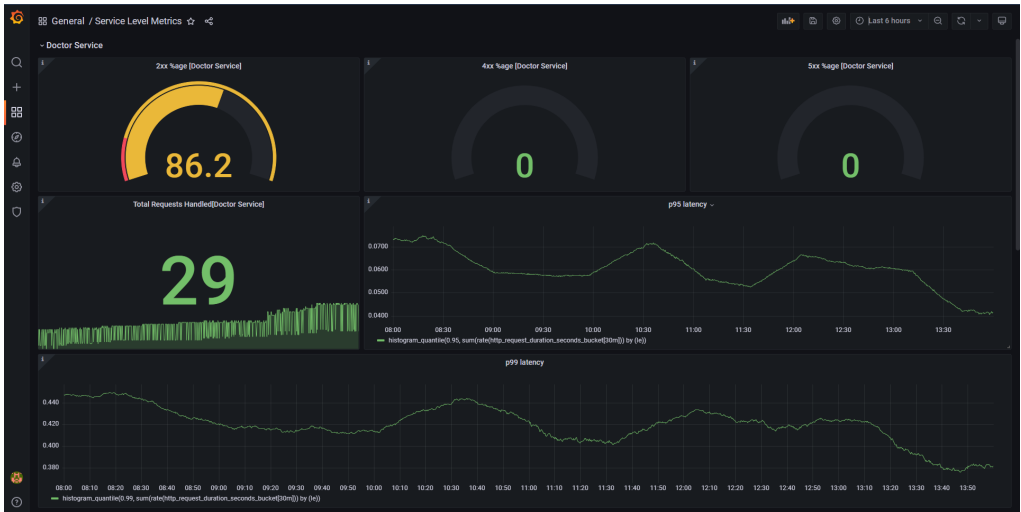 General / Service Level Metrics
Last 6 hours
Doctor Service
2xx %age [Doctor Service]
4xx %age [Doctor Service]
5xx %age [Doctor Service]
86.2
0
0
Total Requests Handled[Doctor Service]
29
p95 latency
0.0700
0.0600
0.0500
0.0400
08:00 08:30 09:00 09:30 10:00 10:30 11:00 11:30 12:00 12:30 13:00 13:30
histogram_quantile(0.95, sum(rate(http_request_duration_seconds_bucket[30m])) by (le))
p99 latency
0.440
0.420
0.400
0.380
08:00 08:10 08:20 08:30 08:40 08:50 09:00 09:10 09:20 09:30 09:40 09:50 10:00 10:10 10:20 10:30 10:40 10:50 11:00 11:10 11:20 11:30 11:40 11:50 12:00 12:10 12:20 12:30 12:40 12:50 13:00 13:10 13:20 13:30 13:40 13:50
histogram_quantile(0.99, sum(rate(http_request_duration_seconds_bucket[30m])) by (le))